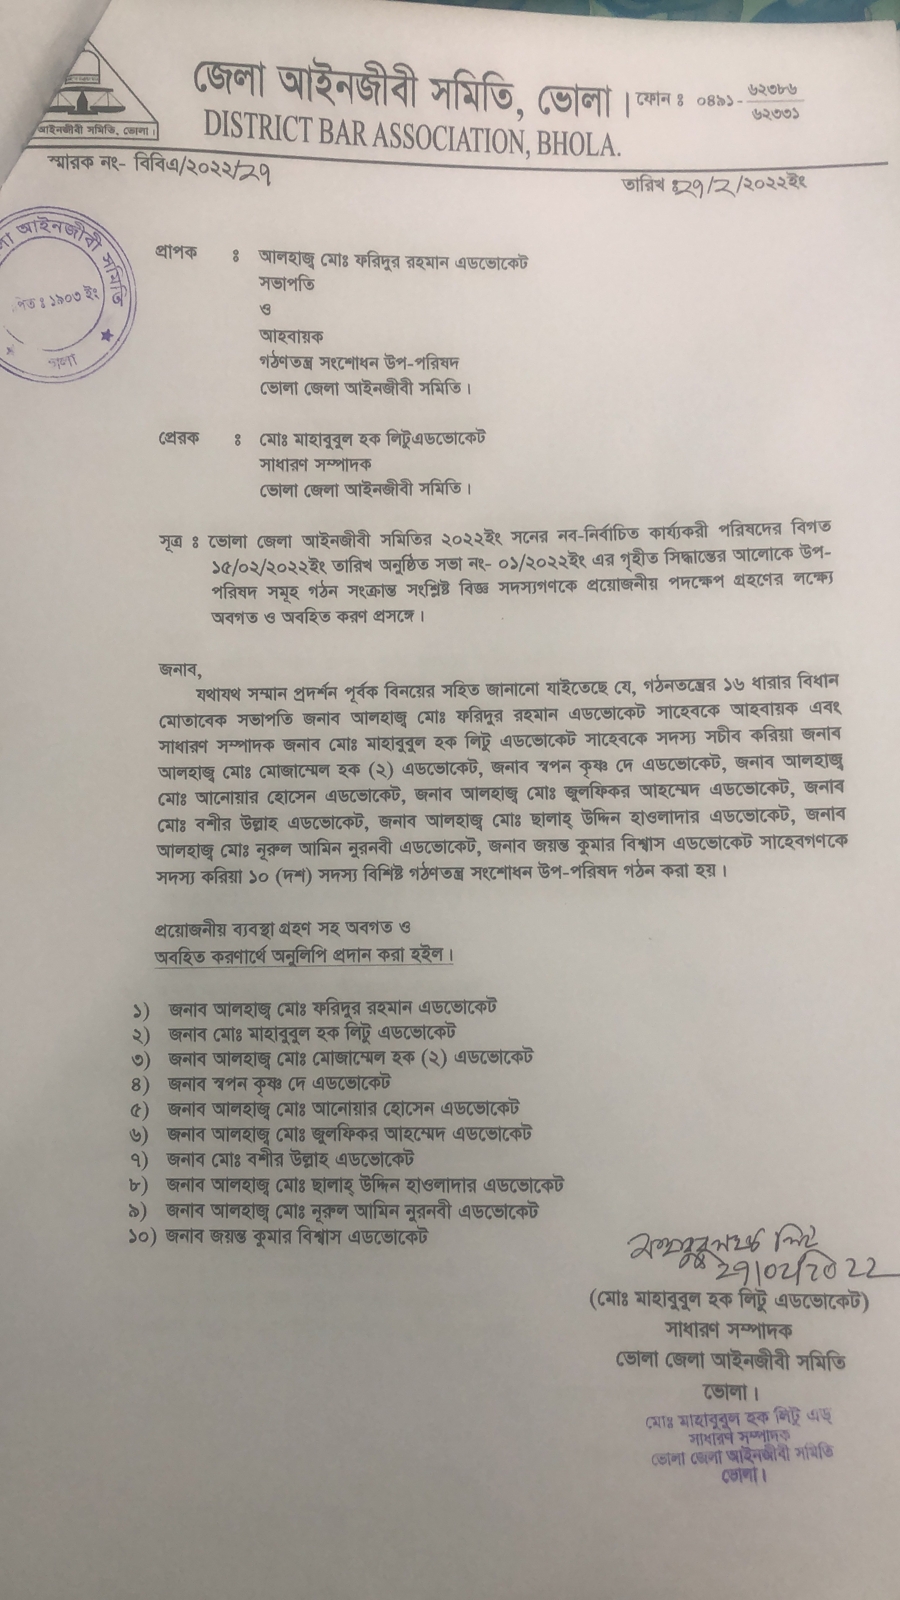 জেলা আইনজীবী সমিতি, ভোলা।
ফোন ঃ ০৪৯১- ৬২৩৮৬
৬২৩৩১
DISTRICT BAR ASSOCIATION, BHOLA.
আইনজীবী সমিতি, ভোলা।
স্মারক নং- বিবিএ/২০২২/২৭
তারিখ ঃ২৭/২/২০২২ইং
আইনজীবী সমিতি
১৯০৩ ইং
প্রাপক ঃ আলহাজ্ব মোঃ ফরিদুর রহমান এডভোকেট
সভাপতি
ও
আহবায়ক
গঠণতন্ত্র সংশোধন উপ-পরিষদ
ভোলা জেলা আইনজীবী সমিতি।
প্রেরক ঃ মোঃ মাহাবুবুল হক লিটুএডভোকেট
সাধারণ সম্পাদক
ভোলা জেলা আইনজীবী সমিতি।
সূত্র ঃ ভোলা জেলা আইনজীবী সমিতির ২০২২ইং সনের নব-নির্বাচিত কার্য্যকরী পরিষদের বিগত
১৫/০২/২০২২ইং তারিখ অনুষ্ঠিত সভা নং- ০১/২০২২ইং এর গৃহীত সিদ্ধান্তের আলোকে উপ-
পরিষদ সমূহ গঠন সংক্রান্ত সংশ্লিষ্ট বিজ্ঞ সদস্যগণকে প্রয়োজনীয় পদক্ষেপ গ্রহণের লক্ষ্যে
অবগত ও অবহিত করণ প্রসঙ্গে।
জনাব,
যথাযথ সম্মান প্রদর্শন পূর্বক বিনয়ের সহিত জানানো যাইতেছে যে, গঠনতন্ত্রের ১৬ ধারার বিধান
মোতাবেক সভাপতি জনাব আলহাজ্ব মোঃ ফরিদুর রহমান এডভোকেট সাহেবকে আহবায়ক এবং
সাধারণ সম্পাদক জনাব মোঃ মাহাবুবুল হক লিটু এডভোকেট সাহেবকে সদস্য সচীব করিয়া জনাব
আলহাজ্ব মোঃ মোজাম্মেল হক (২) এডভোকেট, জনাব স্বপন কৃষ্ণ দে এডভোকেট, জনাব আলহাজ্ব
মোঃ আনোয়ার হোসেন এডভোকেট, জনাব আলহাজ্ব মোঃ জুলফিকর আহম্মেদ এডভোকেট, জনাব
মোঃ বশীর উল্লাহ এডভোকেট, জনাব আলহাজ্ব মোঃ ছালাহ্ উদ্দিন হাওলাদার এডভোকেট, জনাব
আলহাজ্ব মোঃ নূরুল আমিন নুরনবী এডভোকেট, জনাব জয়ন্ত কুমার বিশ্বাস এডভোকেট সাহেবগণকে
সদস্য করিয়া ১০ (দশ) সদস্য বিশিষ্ট গঠণতন্ত্র সংশোধন উপ-পরিষদ গঠন করা হয়।
প্রয়োজনীয় ব্যবস্থা গ্রহণ সহ অবগত ও
অবহিত করণার্থে অনুলিপি প্রদান করা হইল।
১) জনাব আলহাজ্ব মোঃ ফরিদুর রহমান এডভোকেট
২) জনাব মোঃ মাহাবুবুল হক লিটু এডভোকেট
৩) জনাব আলহাজ্ব মোঃ মোজাম্মেল হক (২) এডভোকেট
৪) জনাব স্বপন কৃষ্ণ দে এডভোকেট
৫) জনাব আলহাজ্ব মোঃ আনোয়ার হোসেন এডভোকেট
৬) জনাব আলহাজ্ব মোঃ জুলফিকর আহম্মেদ এডভোকেট
৭) জনাব মোঃ বশীর উল্লাহ এডভোকেট
৮) জনাব আলহাজ্ব মোঃ ছালাহ্ উদ্দিন হাওলাদার এডভোকেট
৯) জনাব আলহাজ্ব মোঃ নূরুল আমিন নুরনবী এডভোকেট
১০) জনাব জয়ন্ত কুমার বিশ্বাস এডভোকেট
মাহাবুবুল হক লিটু
27/02/2022
(মোঃ মাহাবুবুল হক লিটু এডভোকেট)
সাধারণ সম্পাদক
ভোলা জেলা আইনজীবী সমিতি
ভোলা।
মোঃ মাহাবুবুল হক লিটু এড্
সাধারণ সম্পাদক
ভোলা জেলা আইনজীবী সমিতি
ভোলা।